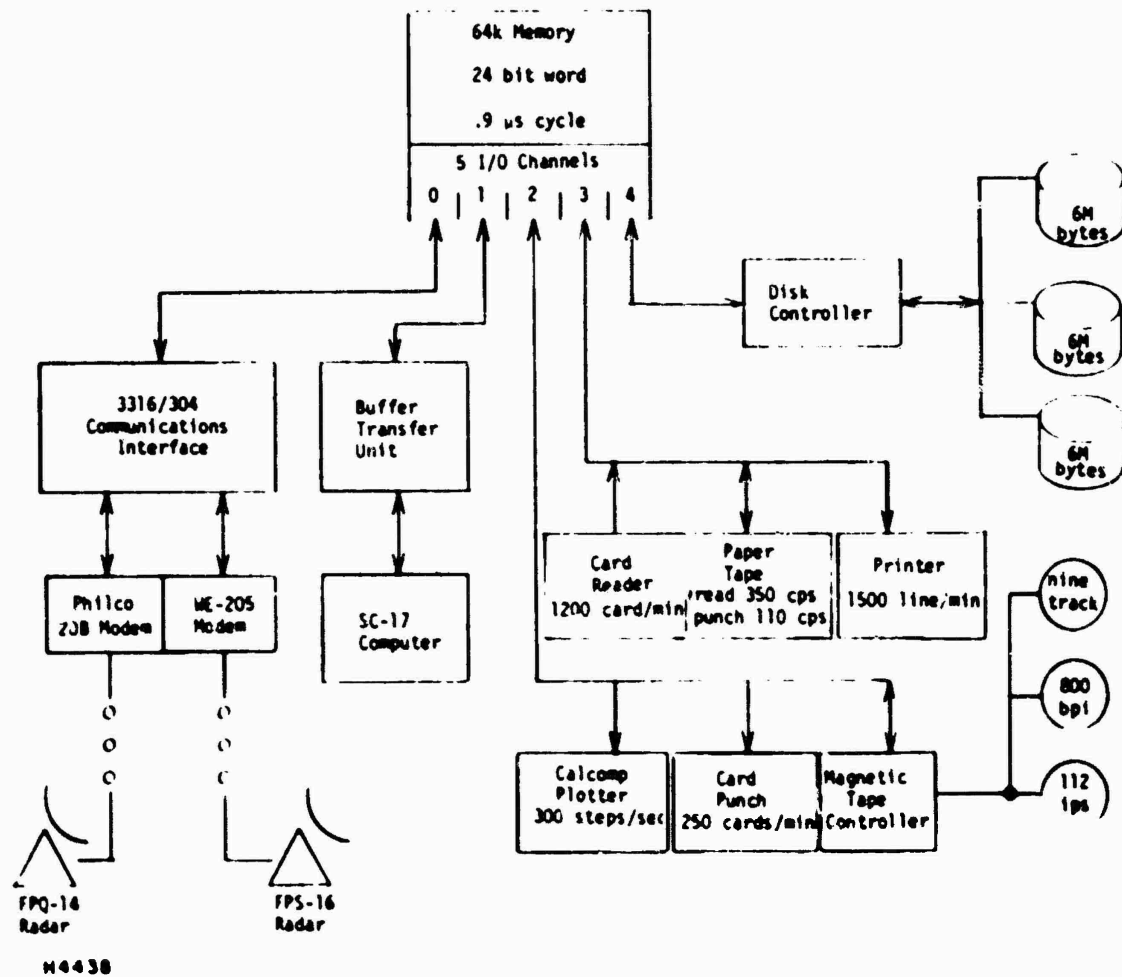 64k Memory
24 bit word
.9 µs cycle
5 I/O Channels
0 | 1 | 2 | 3 | 4
6M
bytes
Disk
Controller
6M
bytes
6M
bytes
3316/304
Communications
Interface
Buffer
Transfer
Unit
Card
Reader
1200 card/min
Paper
Tape
read 350 cps
punch 110 cps
Printer
1500 line/min
nine
track
Philco
20B Modem
WE-205
Modem
SC-17
Computer
800
bpi
Calcomp
Plotter
300 steps/sec
Card
Punch
250 cards/min
Magnetic
Tape
Controller
112
ips
FPQ-14
Radar
FPS-16
Radar
H4438